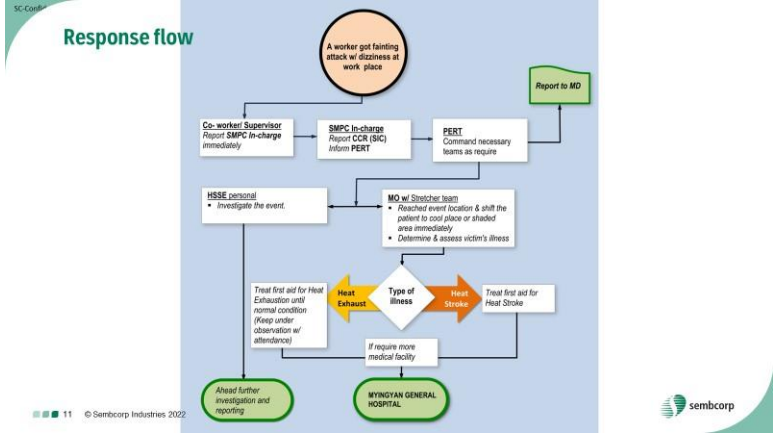 SC-Confid
Response flow
A worker got fainting
attack w/ dizziness at
work place
Report to MD
Co- worker/ Supervisor
Report SMPC In-charge
immediately
SMPC In-charge
Report CCR (SIC)
Inform PERT
PERT
Command necessary
teams as require
HSSE personal
▪ Investigate the event.
MO w/ Stretcher team
▪ Reached event location & shift the
patient to cool place or shaded
area immediately
▪ Determine & assess victim's illness
Treat first aid for Heat
Exhaustion until
normal condition
(Keep under
observation w/
attendance)
Heat
Exhaust
Type of
illness
Heat
Stroke
Treat first aid for
Heat Stroke
If require more
medical facility
Ahead further
investigation and
reporting
MYINGYAN GENERAL
HOSPITAL
11 © Sembcorp Industries 2022
sembcorp